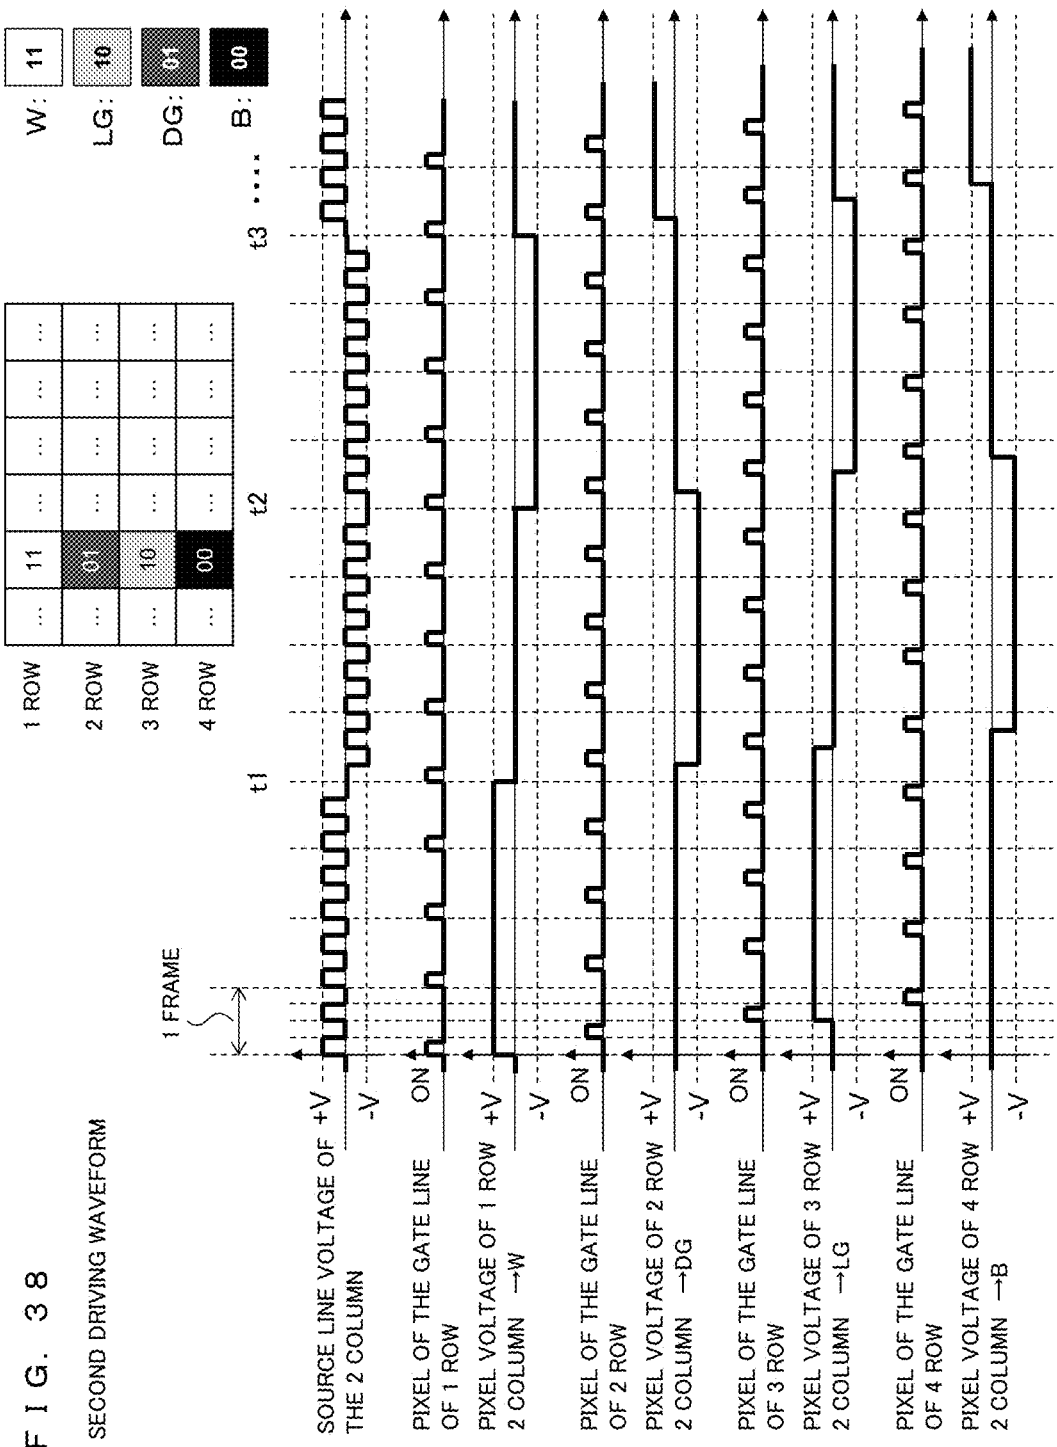 F I G. 38
SECOND DRIVING WAVEFORM
1 ROW ... 11 ... ... ... ...
2 ROW ... 01 ... ... ... ...
3 ROW ... 10 ... ... ... ...
4 ROW ... 00 ... ... ... ...
W: 11
LG: 10
DG: 01
B: 00
1 FRAME
t1 t2 t3 ....
SOURCE LINE VOLTAGE OF
THE 2 COLUMN
+V
-V
PIXEL OF THE GATE LINE
OF 1 ROW
ON
PIXEL VOLTAGE OF 1 ROW
2 COLUMN →W
+V
-V
PIXEL OF THE GATE LINE
OF 2 ROW
ON
PIXEL VOLTAGE OF 2 ROW
2 COLUMN →DG
+V
-V
PIXEL OF THE GATE LINE
OF 3 ROW
ON
PIXEL VOLTAGE OF 3 ROW
2 COLUMN →LG
+V
-V
PIXEL OF THE GATE LINE
OF 4 ROW
ON
PIXEL VOLTAGE OF 4 ROW
2 COLUMN →B
+V
-V